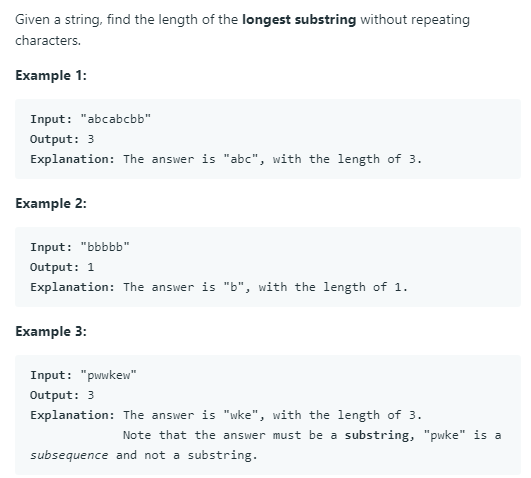 Given a string, find the length of the longest substring without repeating
characters.
Example 1:
Input: "abcabcbb"
Output: 3
Explanation: The answer is "abc", with the length of 3.
Example 2:
Input: "bbbbb"
Output: 1
Explanation: The answer is "b", with the length of 1.
Example 3:
Input: "pwwkew"
Output: 3
Explanation: The answer is "wke", with the length of 3.
Note that the answer must be a substring, "pwke" is a
subsequence and not a substring.